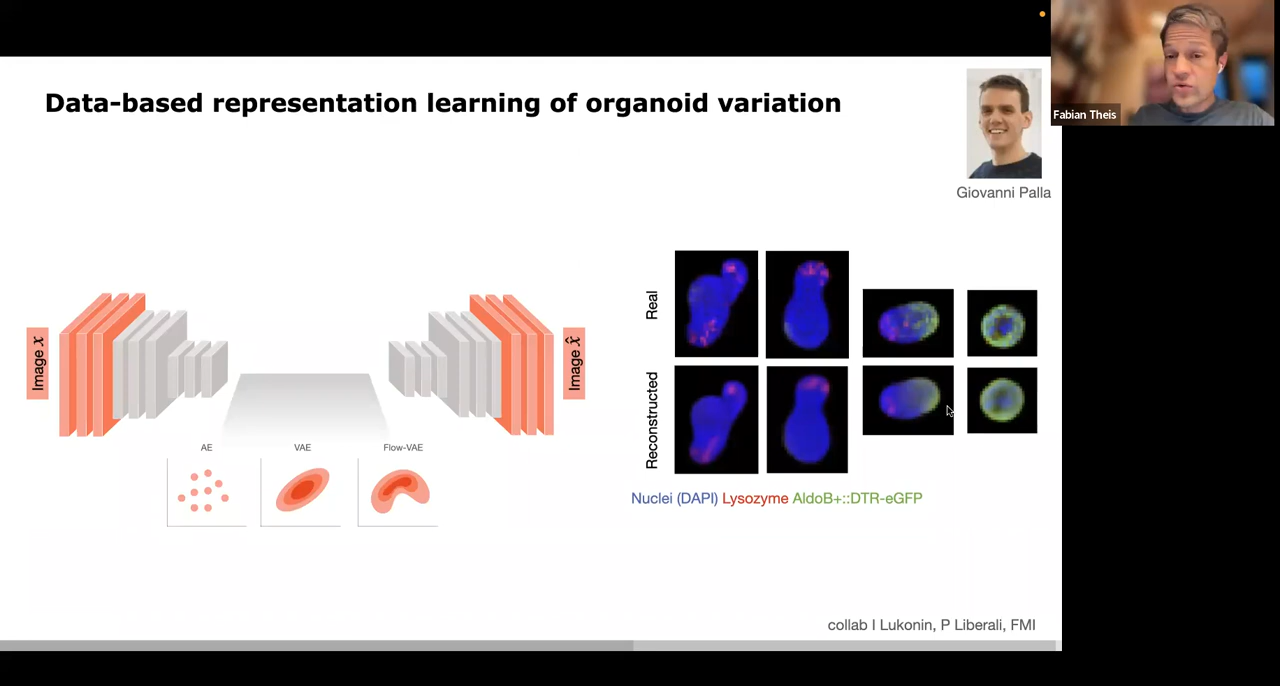 Data-based representation learning of organoid variation
Fabian Theis
Giovanni Palla
Image x
Image x̂
AE
VAE
Flow-VAE
Real
Reconstructed
Nuclei (DAPI) Lysozyme AldoB+::DTR-eGFP
collab I Lukonin, P Liberali, FMI